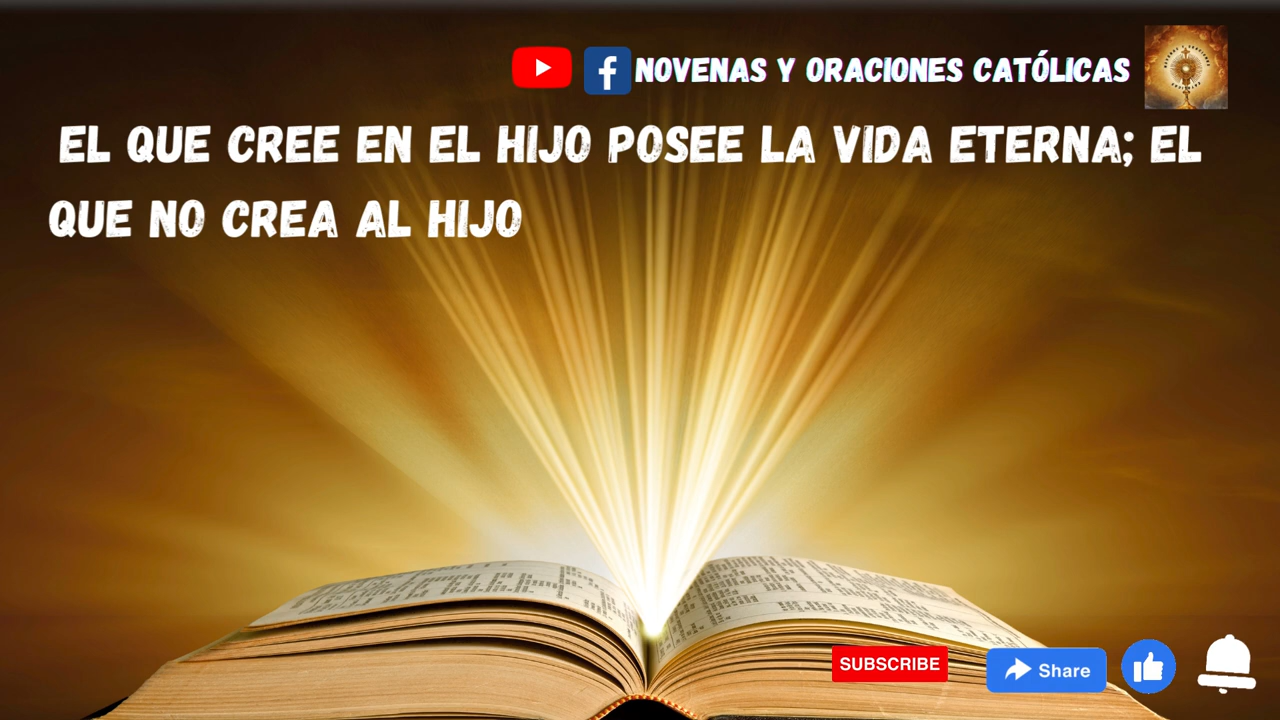 NOVENAS Y ORACIONES CATÓLICAS
EL QUE CREE EN EL HIJO POSEE LA VIDA ETERNA; EL
QUE NO CREA AL HIJO
SUBSCRIBE
Share